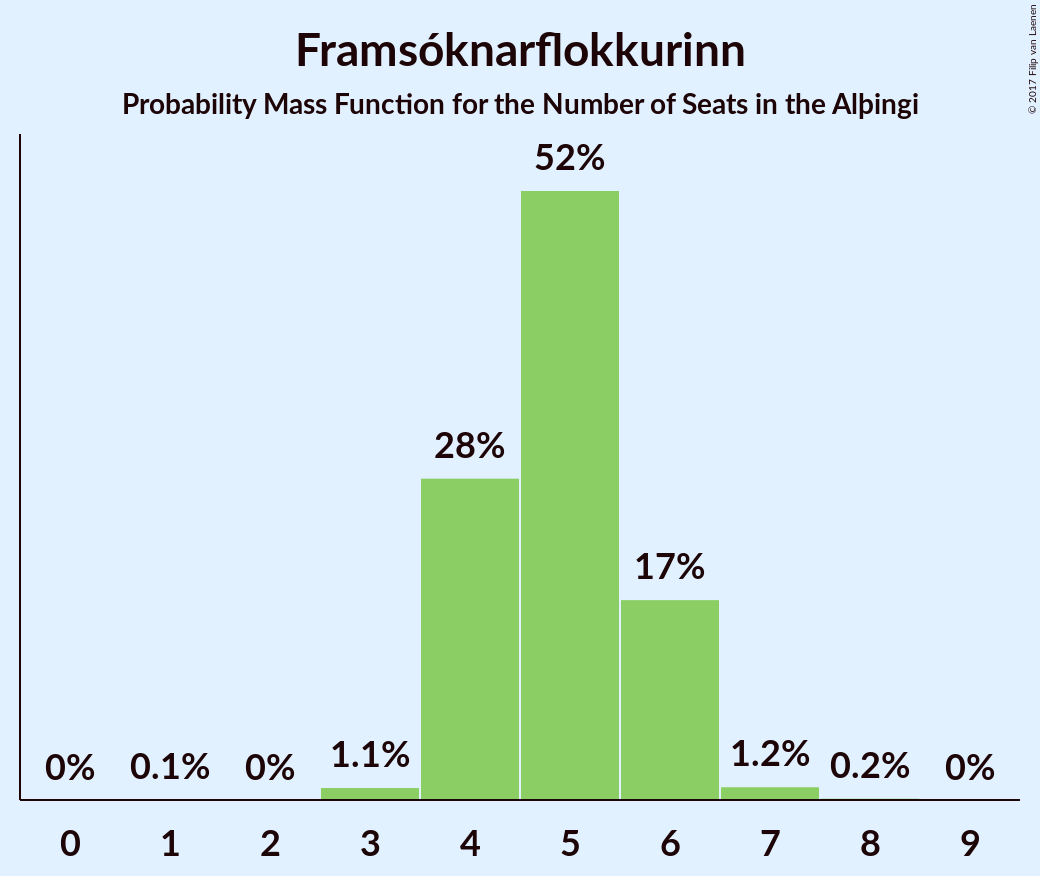 Framsóknarflokkurinn
Probability Mass Function for the Number of Seats in the Alþingi
© 2017 Filip van Laenen
52%
28%
17%
0%
0.1%
0%
1.1%
1.2%
0.2%
0%
0 1 2 3 4 5 6 7 8 9